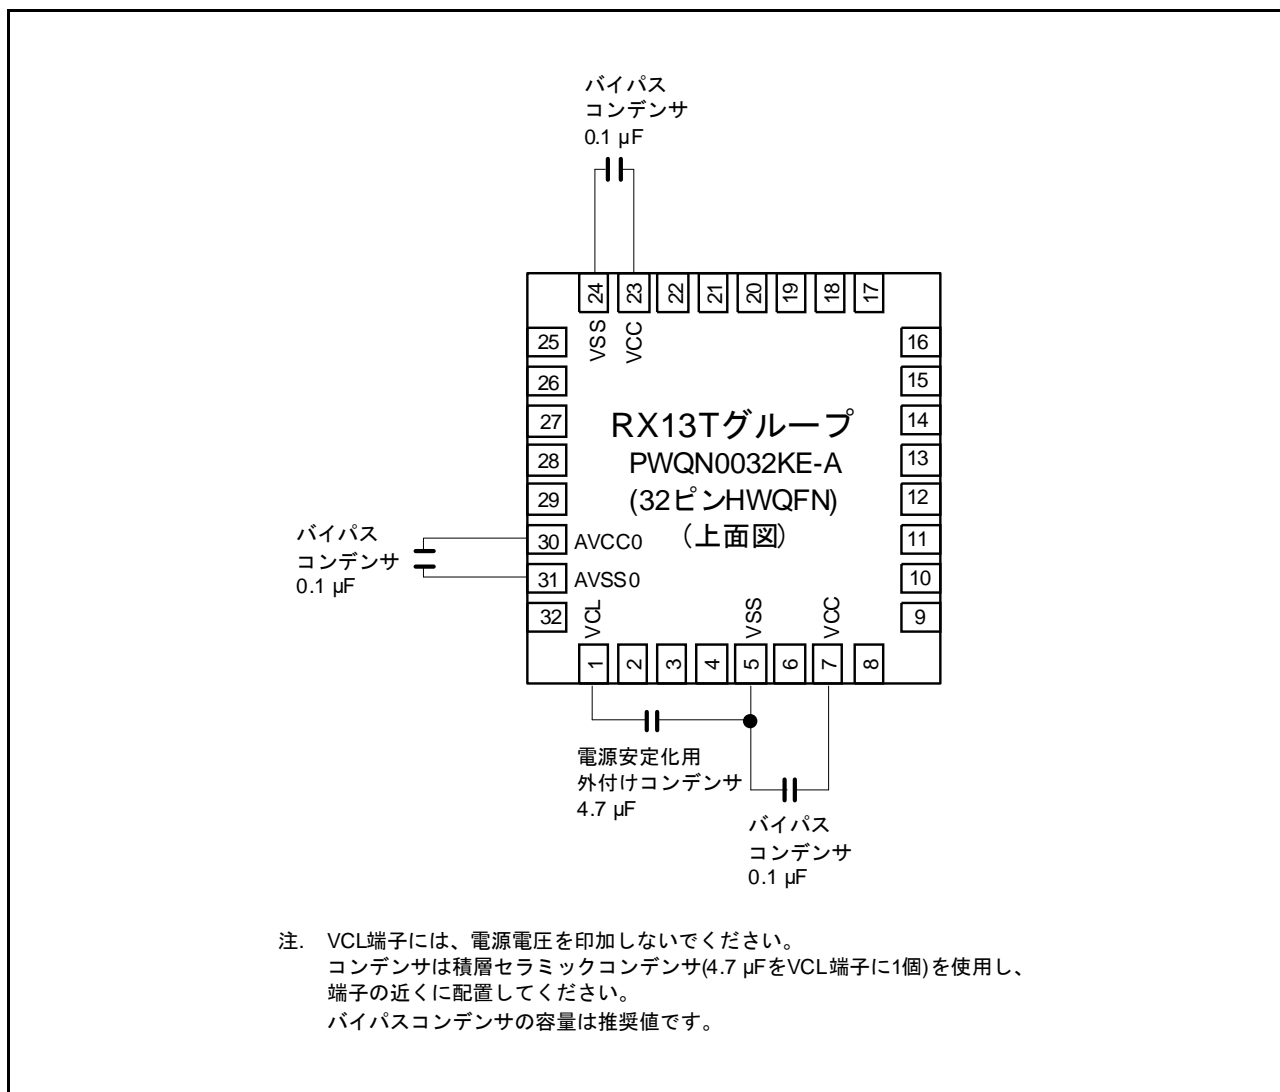 バイパス
コンデンサ
0.1 µF
24
23
22
21
20
19
18
17
VSS
VCC
25
26
27
28
29
30
31
32
16
15
14
13
12
11
10
9
RX13Tグループ
PWQN0032KE-A
(32ピンHWQFN)
(上面図)
AVCC0
AVSS0
バイパス
コンデンサ
0.1 µF
VCL
VSS
VCC
1
2
3
4
5
6
7
8
電源安定化用
外付けコンデンサ
4.7 µF
バイパス
コンデンサ
0.1 µF
注. VCL端子には、電源電圧を印加しないでください。
コンデンサは積層セラミックコンデンサ(4.7 µFをVCL端子に1個)を使用し、
端子の近くに配置してください。
バイパスコンデンサの容量は推奨値です。